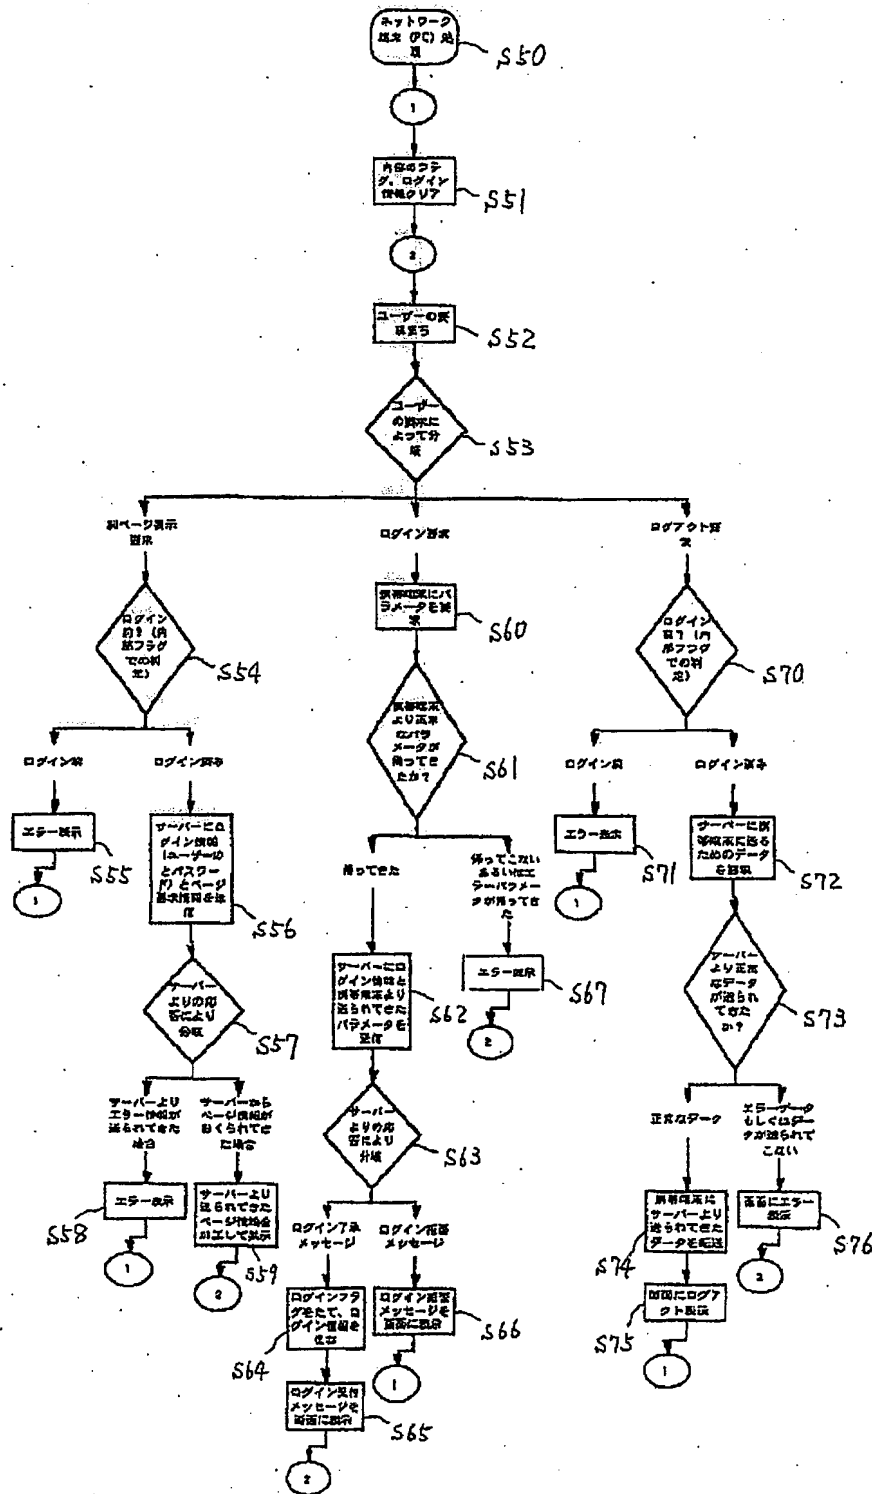 ネットワーク
端末 (PC) 処
理
S50
1
内部のフラ
グ、ログイン
情報クリア
S51
2
ユーザーの要
求待ち
S52
ユーザー
の要求に
よって分
岐
S53
ページ表示
要求
ログイン要求
ログアウト要
求
ログイン
済? (内
部フラグ
での判
定)
S54
携帯端末にパ
ラメータを要
求
S60
ログイン
済? (内
部フラグ
での判
定)
S70
携帯端末
より正常
なパラ
メータが
帰ってき
たか?
S61
ログイン前
ログイン済み
ログイン前
ログイン済み
エラー表示
S55
1
サーバーにロ
グイン情報
(ユーザーID
とパスワー
ド) とページ
要求情報を送
信
S56
帰ってきた
帰ってこない
あるいはエ
ラーパラメー
タが帰ってき
た
エラー表示
S71
1
サーバーに携
帯端末に送る
ためのデータ
を要求
S72
サーバー
よりの応
答により
分岐
S57
サーバーにロ
グイン情報と
携帯端末より
送られてきた
パラメータを
送信
S62
エラー表示
S67
2
サーバー
より正常
なデータ
が送られ
てきた
か?
S73
サーバーより
エラー情報が
送られてきた
場合
サーバーから
ページ情報が
おくられてき
た場合
サーバー
よりの応
答により
分岐
S63
正常なデータ
エラーデータ
もしくはデー
タが送られて
こない
エラー表示
S58
1
サーバーより
送られてきた
ページ情報を
加工して表示
S59
2
ログイン了承
メッセージ
ログイン拒否
メッセージ
携帯端末に
サーバーより
送られてきた
データを転送
S74
画面にエラー
表示
S76
2
ログインフラ
グをたて、ロ
グイン情報を
保存
S64
ログイン拒否
メッセージを
画面に表示
S66
1
画面にログア
ウト表示
S75
1
ログイン受付
メッセージを
画面に表示
S65
2